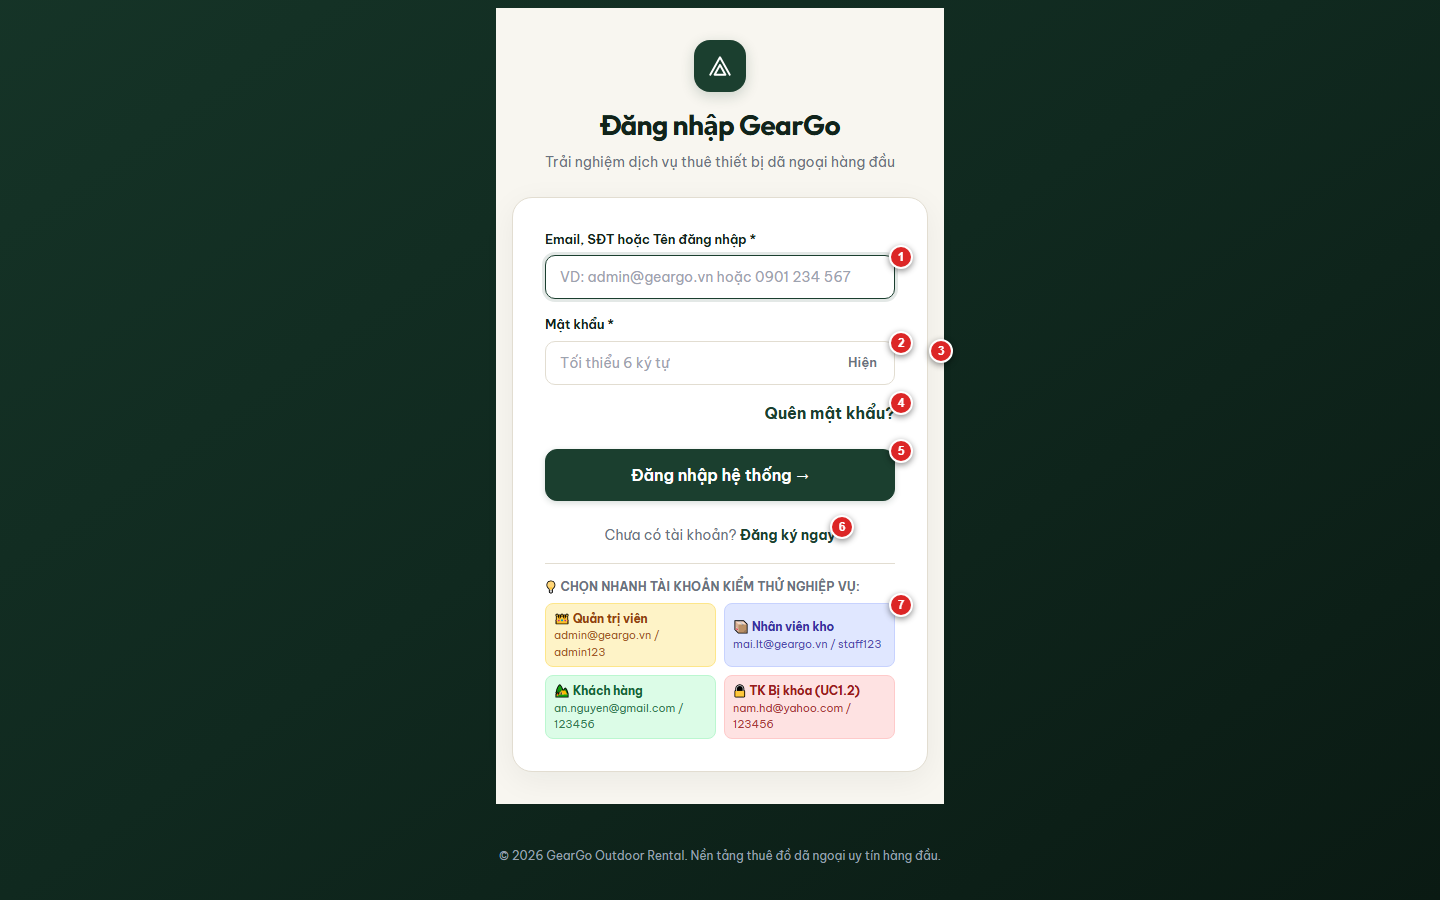 Đăng nhập GearGo
Trải nghiệm dịch vụ thuê thiết bị dã ngoại hàng đầu
Email, SĐT hoặc Tên đăng nhập *
1
VD: admin@geargo.vn hoặc 0901 234 567
Mật khẩu *
2
3
Tối thiểu 6 ký tự Hiện
4
Quên mật khẩu?
5
Đăng nhập hệ thống →
6
Chưa có tài khoản? Đăng ký ngay
💡 CHỌN NHANH TÀI KHOẢN KIỂM THỬ NGHIỆP VỤ:
7
Quản trị viên
admin@geargo.vn /
admin123
Nhân viên kho
mai.lt@geargo.vn / staff123
Khách hàng
an.nguyen@gmail.com /
123456
TK Bị khóa (UC1.2)
nam.hd@yahoo.com /
123456
© 2026 GearGo Outdoor Rental. Nền tảng thuê đồ dã ngoại uy tín hàng đầu.